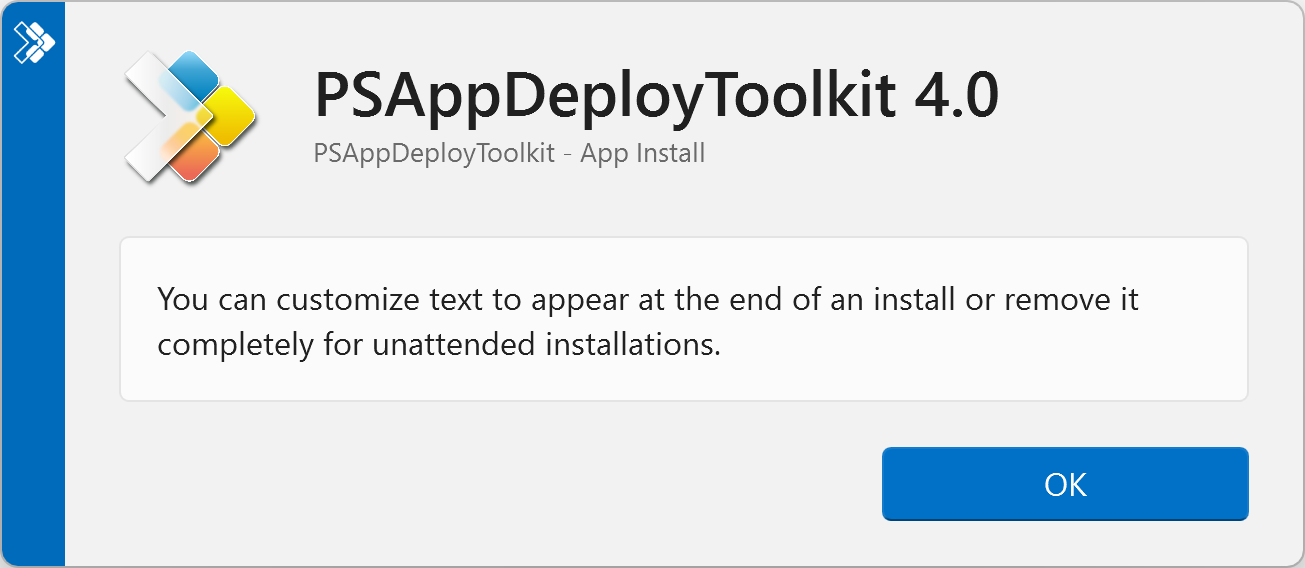 PSAppDeployToolkit 4.0
PSAppDeployToolkit - App Install
You can customize text to appear at the end of an install or remove it
completely for unattended installations.
OK